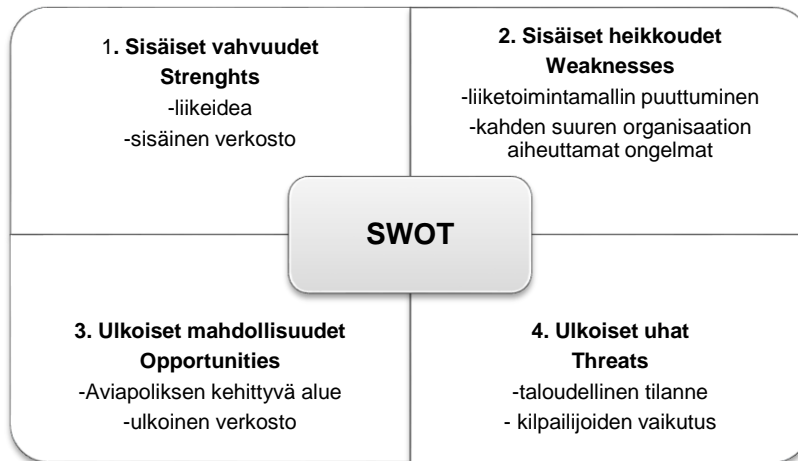 1. Sisäiset vahvuudet
Strenghts
-liikeidea
-sisäinen verkosto
2. Sisäiset heikkoudet
Weaknesses
-liiketoimintamallin puuttuminen
-kahden suuren organisaation
aiheuttamat ongelmat
SWOT
3. Ulkoiset mahdollisuudet
Opportunities
-Aviapoliksen kehittyvä alue
-ulkoinen verkosto
4. Ulkoiset uhat
Threats
-taloudellinen tilanne
- kilpailijoiden vaikutus